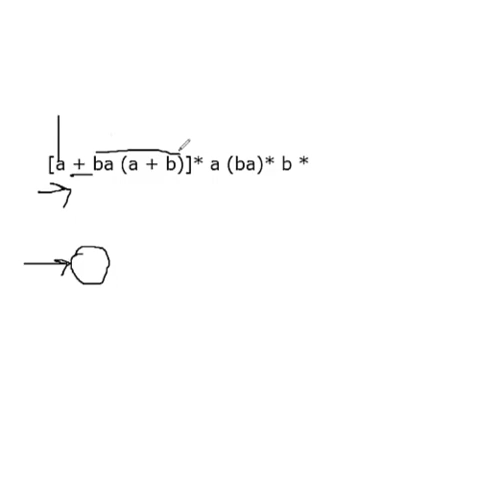 [a + ba (a + b)]* a (ba)* b *